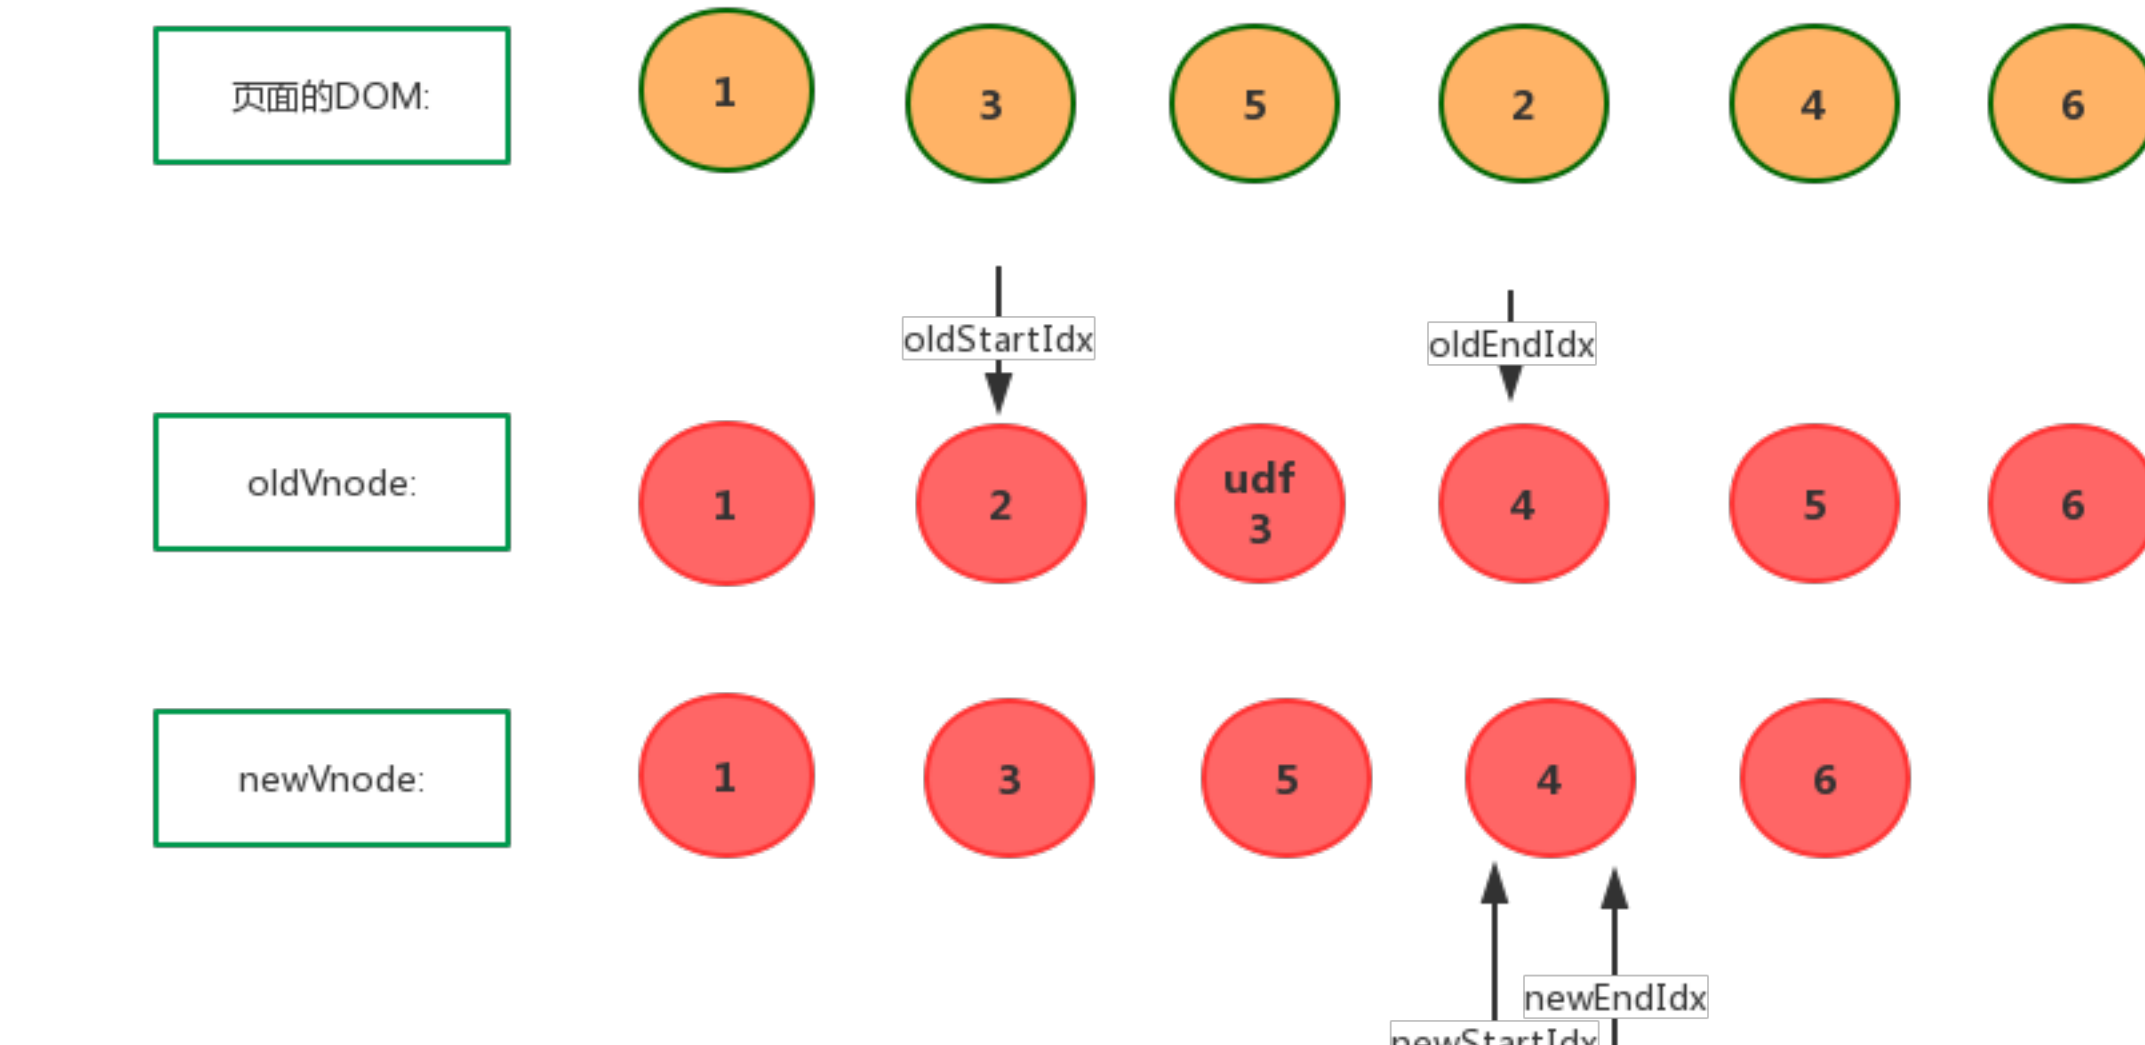 页面的DOM:
1
3
5
2
4
6
oldStartIdx
oldEndIdx
oldVnode:
1
2
udf
3
4
5
6
newVnode:
1
3
5
4
6
newEndIdx
newStartIdx